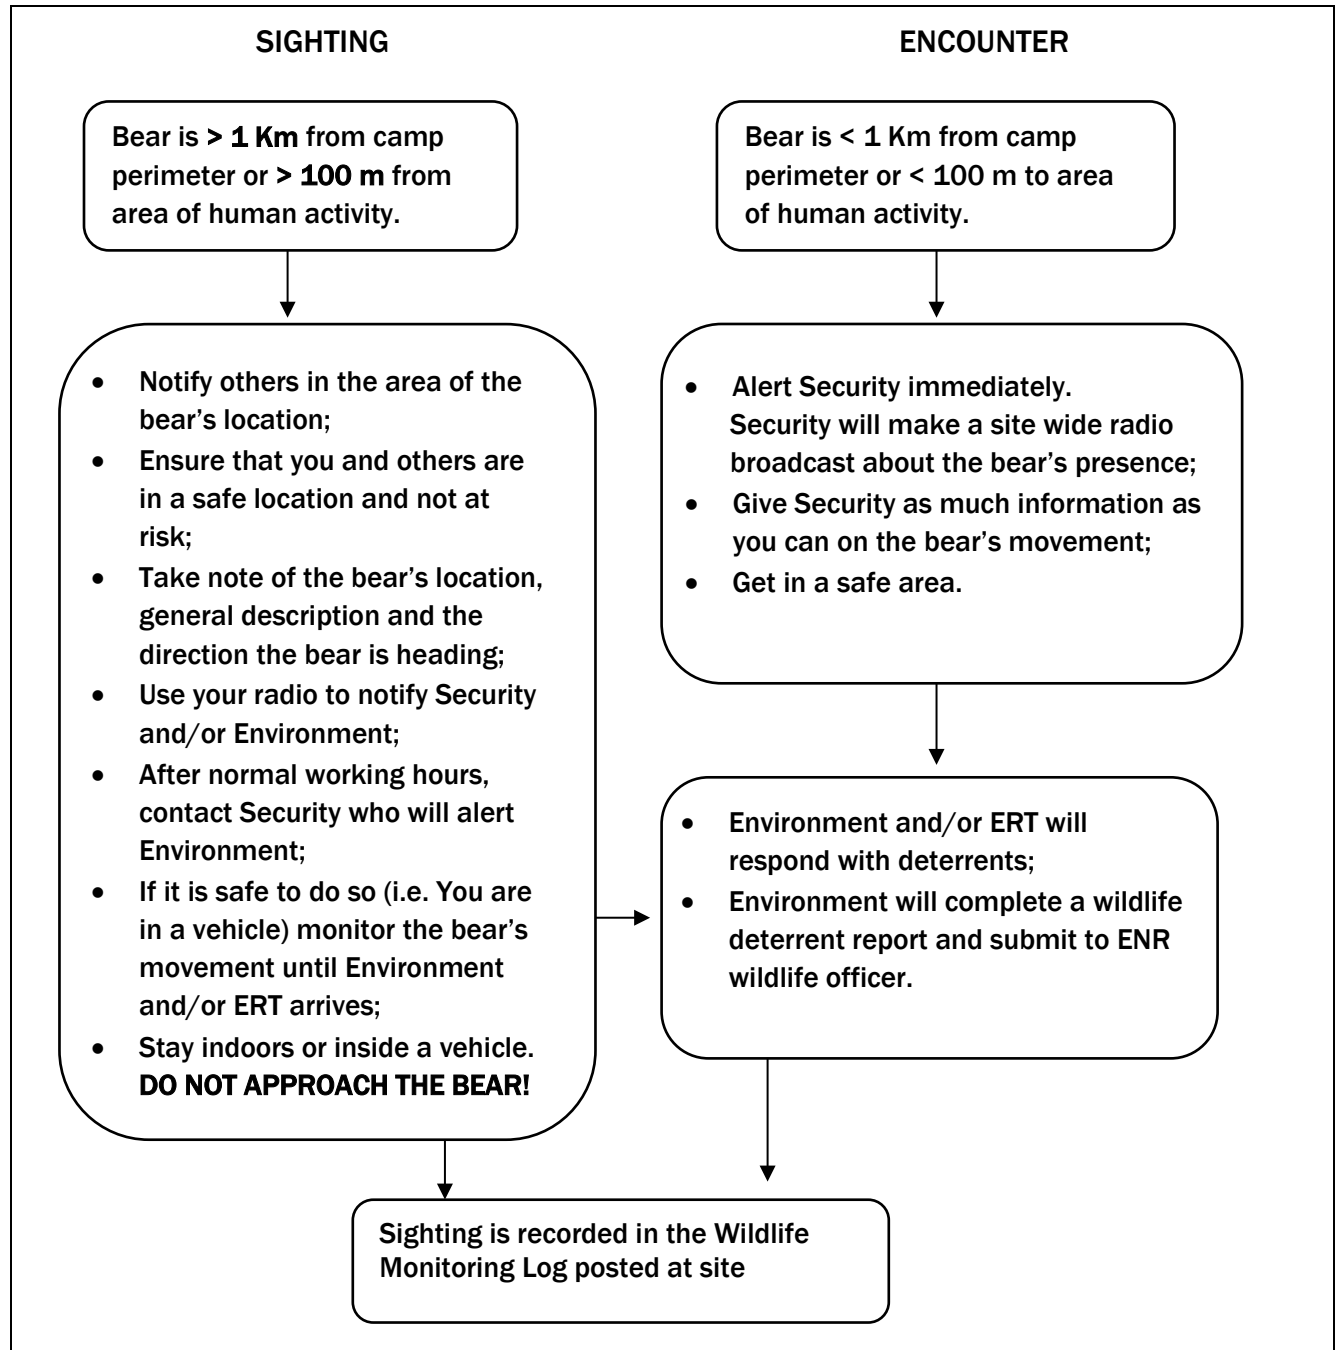 SIGHTING
Bear is > 1 Km from camp
perimeter or > 100 m from
area of human activity.
• Notify others in the area of the
bear's location;
• Ensure that you and others are
in a safe location and not at
risk;
• Take note of the bear's location,
general description and the
direction the bear is heading;
• Use your radio to notify Security
and/or Environment;
• After normal working hours,
contact Security who will alert
Environment;
• If it is safe to do so (i.e. You are
in a vehicle) monitor the bear's
movement until Environment
and/or ERT arrives;
• Stay indoors or inside a vehicle.
DO NOT APPROACH THE BEAR!
ENCOUNTER
Bear is < 1 Km from camp
perimeter or < 100 m to area
of human activity.
• Alert Security immediately.
Security will make a site wide radio
broadcast about the bear's presence;
• Give Security as much information as
you can on the bear's movement;
• Get in a safe area.
• Environment and/or ERT will
respond with deterrents;
• Environment will complete a wildlife
deterrent report and submit to ENR
wildlife officer.
Sighting is recorded in the Wildlife
Monitoring Log posted at site